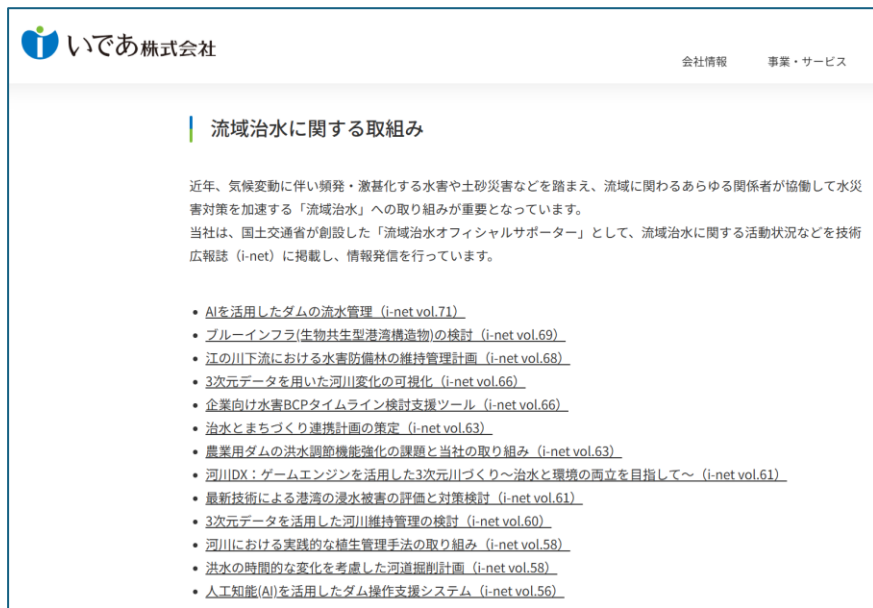 いであ株式会社
会社情報 事業・サービス
流域治水に関する取組み
近年、気候変動に伴い頻発・激甚化する水害や土砂災害などを踏まえ、流域に関わるあらゆる関係者が協働して水災
害対策を加速する「流域治水」への取り組みが重要となっています。
当社は、国土交通省が創設した「流域治水オフィシャルサポーター」として、流域治水に関する活動状況などを技術
広報誌（i-net）に掲載し、情報発信を行っています。
• AIを活用したダムの流水管理（i-net vol.71）
• ブルーインフラ(生物共生型港湾構造物)の検討（i-net vol.69）
• 江の川下流における水害防備林の維持管理計画（i-net vol.68）
• 3次元データを用いた河川変化の可視化（i-net vol.66）
• 企業向け水害BCPタイムライン検討支援ツール（i-net vol.66）
• 治水とまちづくり連携計画の策定（i-net vol.63）
• 農業用ダムの洪水調節機能強化の課題と当社の取り組み（i-net vol.63）
• 河川DX：ゲームエンジンを活用した3次元川づくり～治水と環境の両立を目指して～（i-net vol.61）
• 最新技術による港湾の浸水被害の評価と対策検討（i-net vol.61）
• 3次元データを活用した河川維持管理の検討（i-net vol.60）
• 河川における実践的な植生管理手法の取り組み（i-net vol.58）
• 洪水の時間的な変化を考慮した河道掘削計画（i-net vol.58）
• 人工知能(AI)を活用したダム操作支援システム（i-net vol.56）